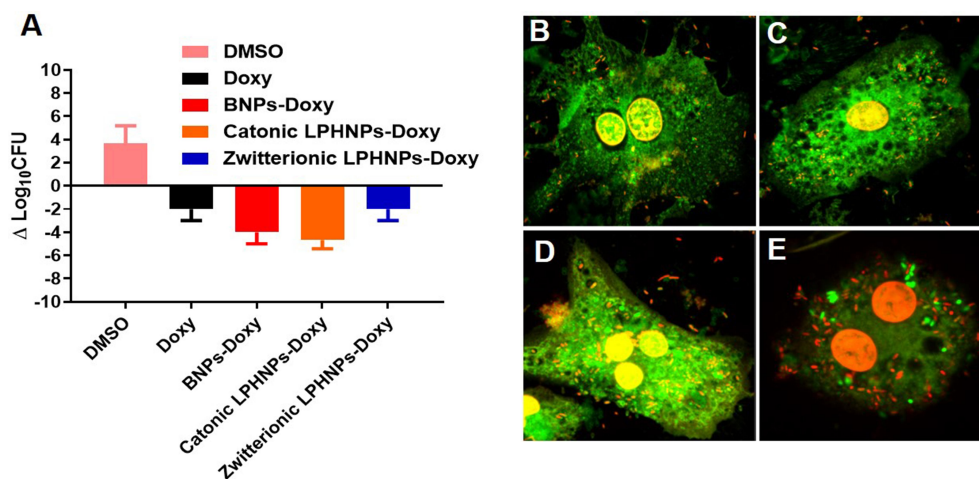 A
DMSO
Doxy
BNPs-Doxy
Catonic LPHNPs-Doxy
Zwitterionic LPHNPs-Doxy
10
8
6
4
2
0
-2
-4
-6
-8
-10
Δ Log10CFU
DMSO
Doxy
BNPs-Doxy
Catonic LPHNPs-Doxy
Zwitterionic LPHNPs-Doxy
B
C
D
E